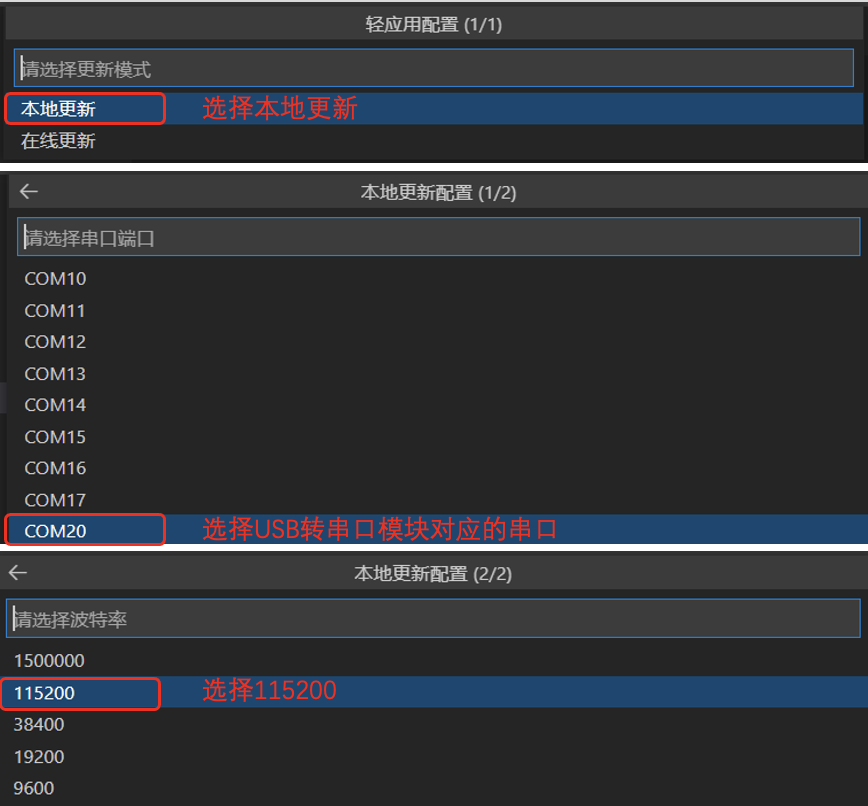 轻应用配置 (1/1)
请选择更新模式
本地更新 选择本地更新
在线更新
← 本地更新配置 (1/2)
请选择串口端口
COM10
COM11
COM12
COM13
COM14
COM15
COM16
COM17
COM20 选择USB转串口模块对应的串口
← 本地更新配置 (2/2)
请选择波特率
1500000
115200 选择115200
38400
19200
9600